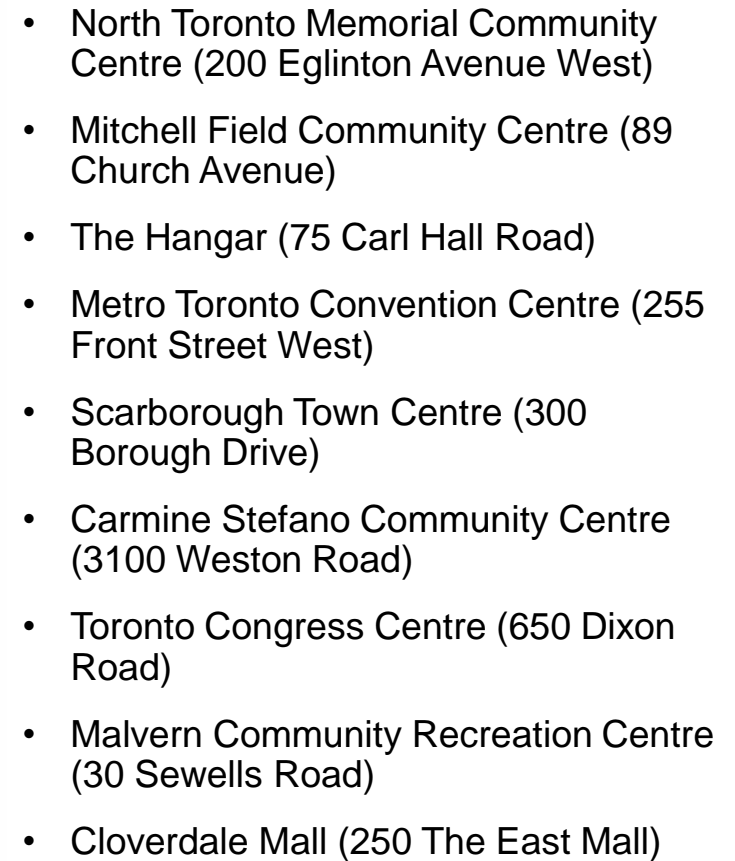 • North Toronto Memorial Community
Centre (200 Eglinton Avenue West)
• Mitchell Field Community Centre (89
Church Avenue)
• The Hangar (75 Carl Hall Road)
• Metro Toronto Convention Centre (255
Front Street West)
• Scarborough Town Centre (300
Borough Drive)
• Carmine Stefano Community Centre
(3100 Weston Road)
• Toronto Congress Centre (650 Dixon
Road)
• Malvern Community Recreation Centre
(30 Sewells Road)
• Cloverdale Mall (250 The East Mall)